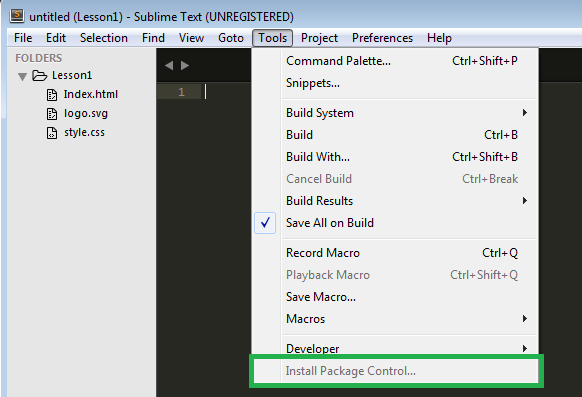 untitled (Lesson1) - Sublime Text (UNREGISTERED)
File Edit Selection Find View Goto Tools Project Preferences Help
FOLDERS
Lesson1
Index.html
logo.svg
style.css
1
Command Palette... Ctrl+Shift+P
Snippets...
Build System
Build Ctrl+B
Build With... Ctrl+Shift+B
Cancel Build Ctrl+Break
Build Results
Save All on Build
Record Macro Ctrl+Q
Playback Macro Ctrl+Shift+Q
Save Macro...
Macros
Developer
Install Package Control...